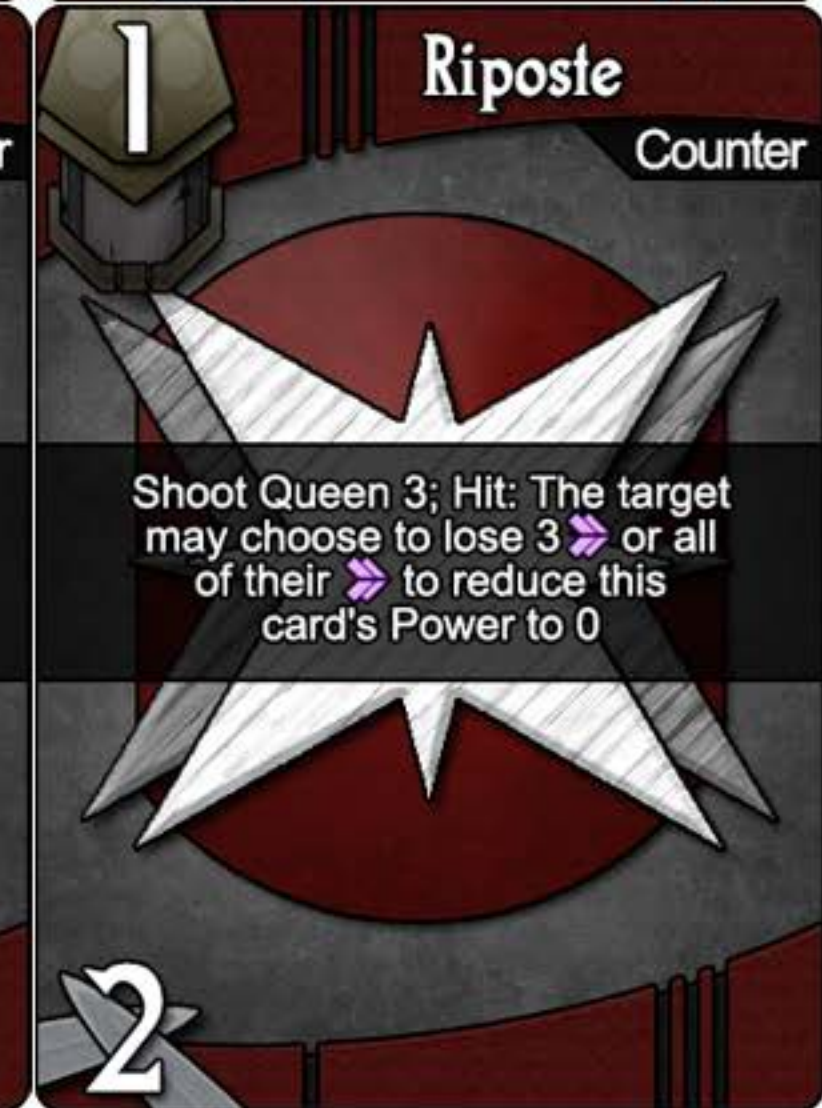 1
Riposte
r
Counter
Shoot Queen 3; Hit: The target
may choose to lose 3 or all
of their to reduce this
card's Power to 0
2